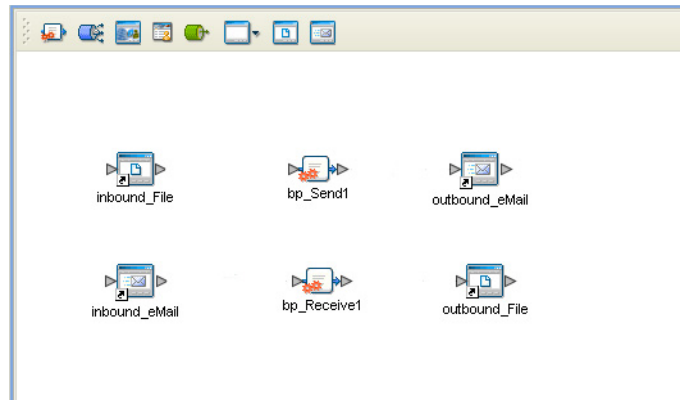 inbound_File
bp_Send1
outbound_eMail
inbound_eMail
bp_Receive1
outbound_File